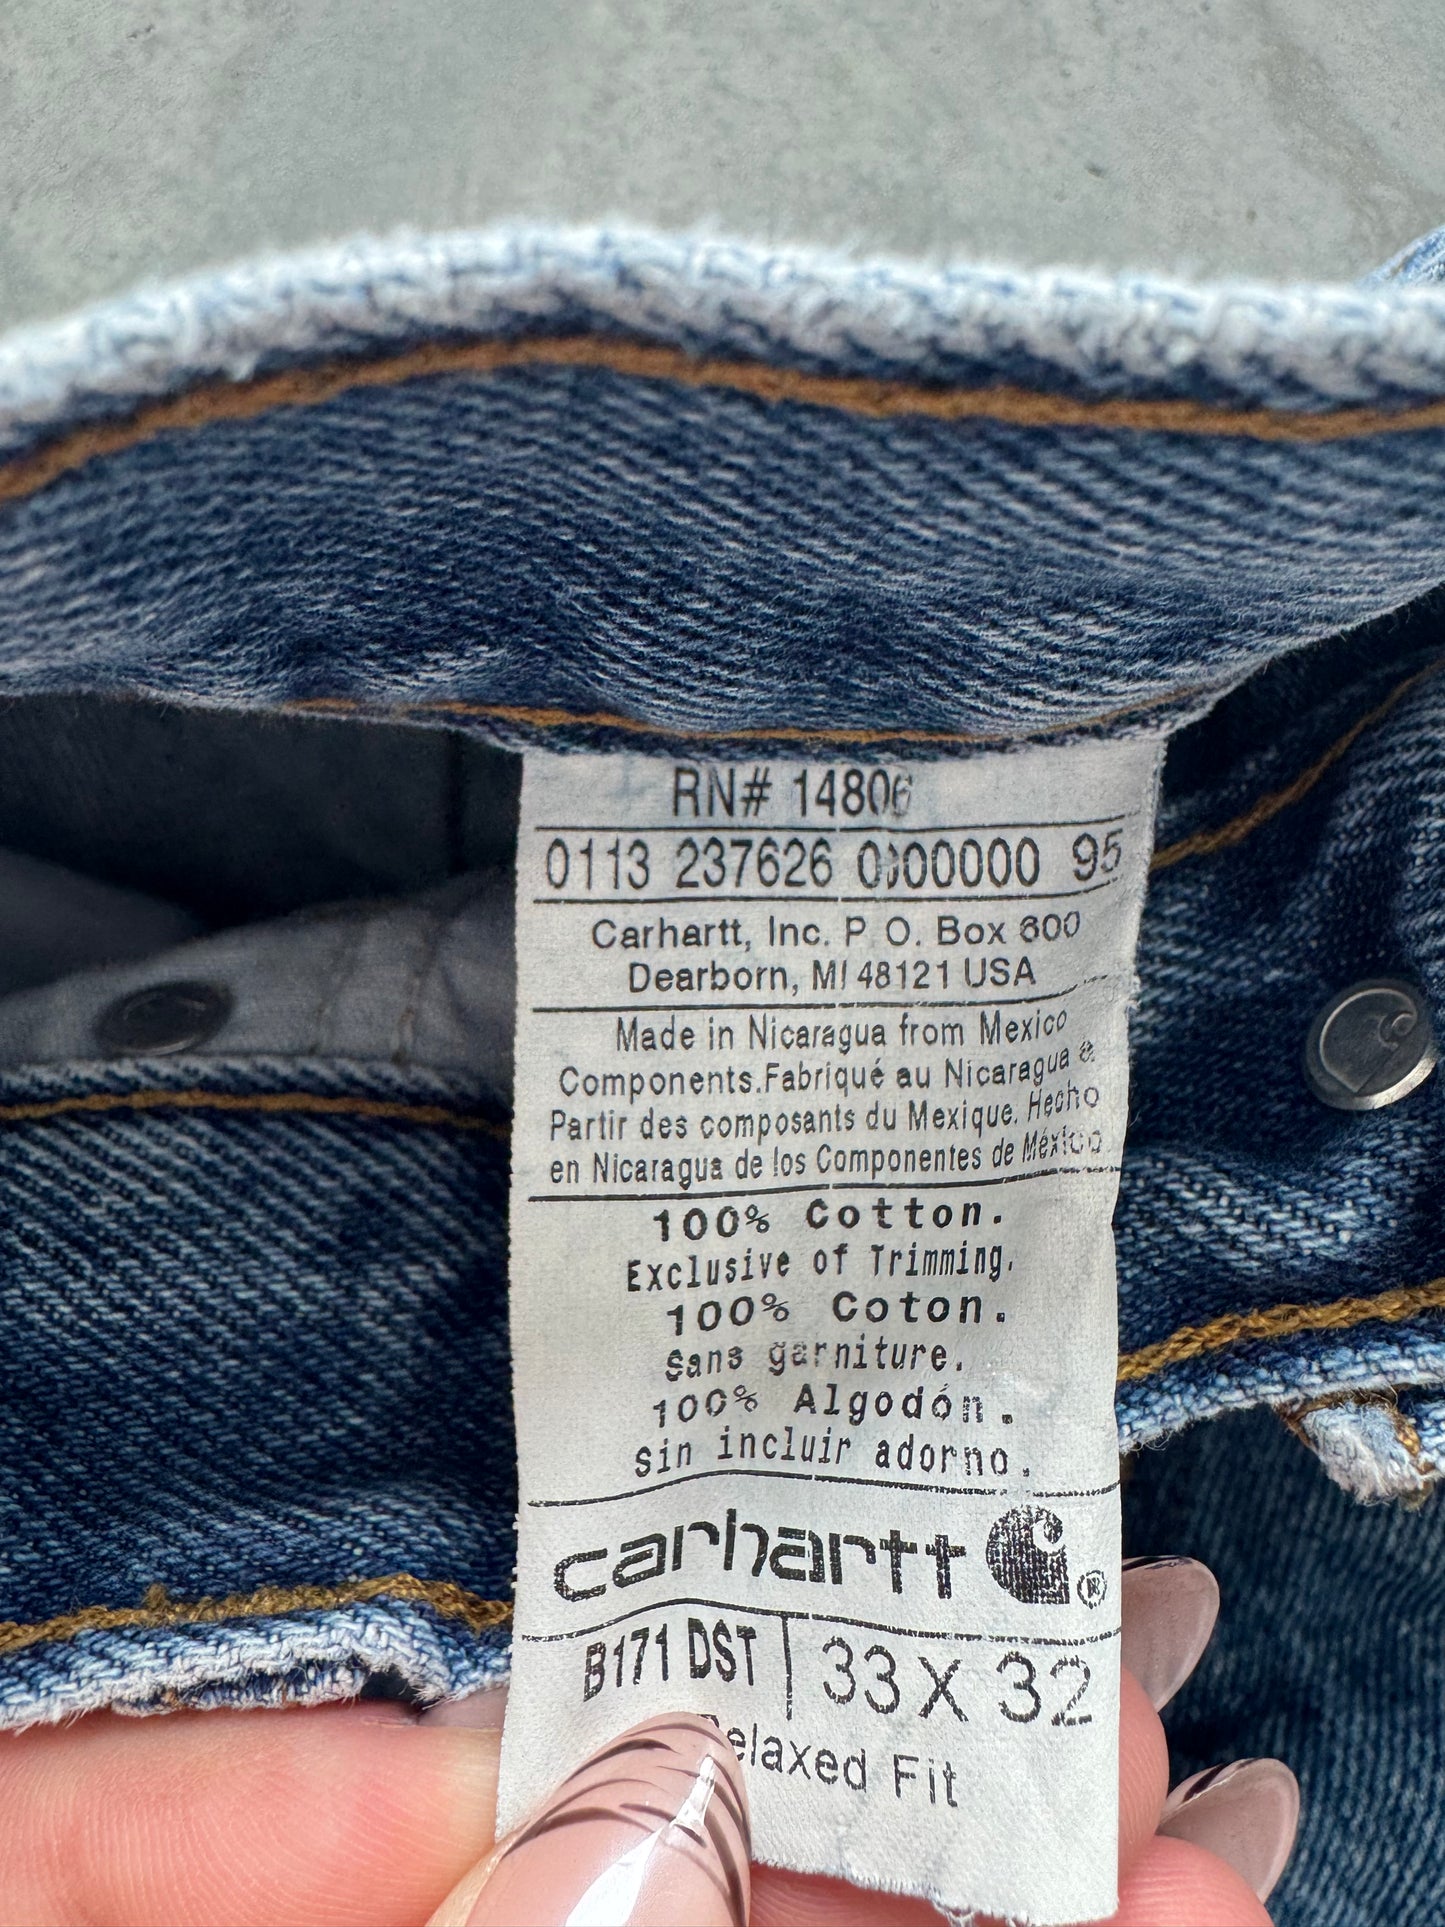 RN# 14806
0113 237626 0000000 95
Carhartt, Inc. P.O. Box 600
Dearborn, MI 48121 USA
Made in Nicaragua from Mexico
Components.Fabriqué au Nicaragua à
Partir des composants du Mexique. Hecho
en Nicaragua de los Componentes de México
100% Cotton.
Exclusive of Trimming.
100% Coton.
Sans garniture.
100% Algodón.
Sin incluir adorno.
carhartt ®
B171 DST 33 X 32
Relaxed Fit